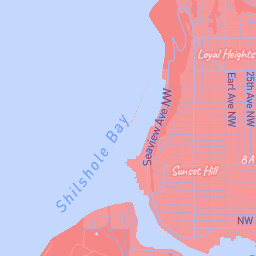 Loyal Heights
25th Ave NW
Earl Ave NW
Seaview Ave NW
Shilshole Bay
BA
Sunset Hill
NW